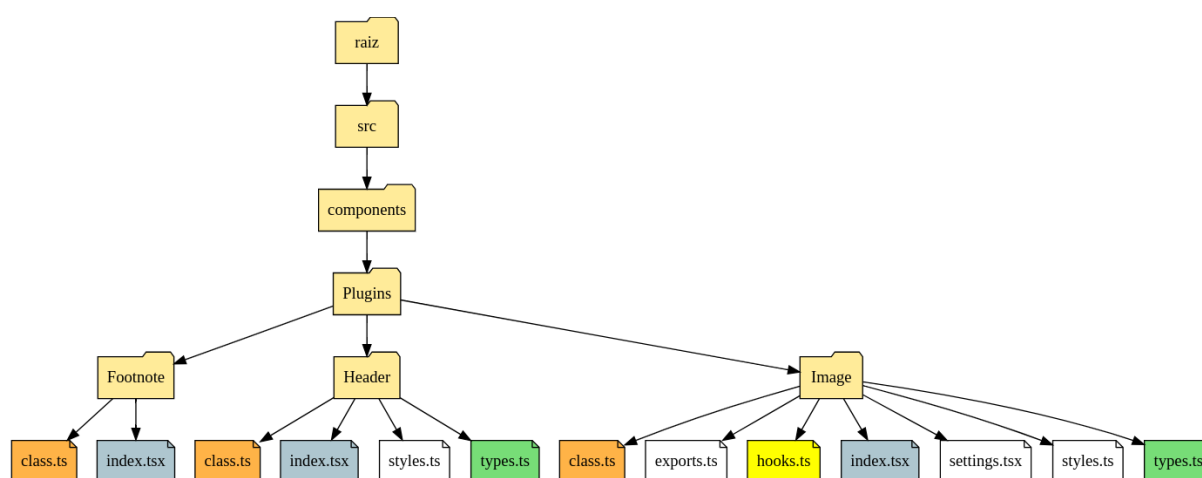 raiz
src
components
Plugins
Footnote
Header
Image
class.ts
index.tsx
class.ts
index.tsx
styles.ts
types.ts
class.ts
exports.ts
hooks.ts
index.tsx
settings.tsx
styles.ts
types.ts